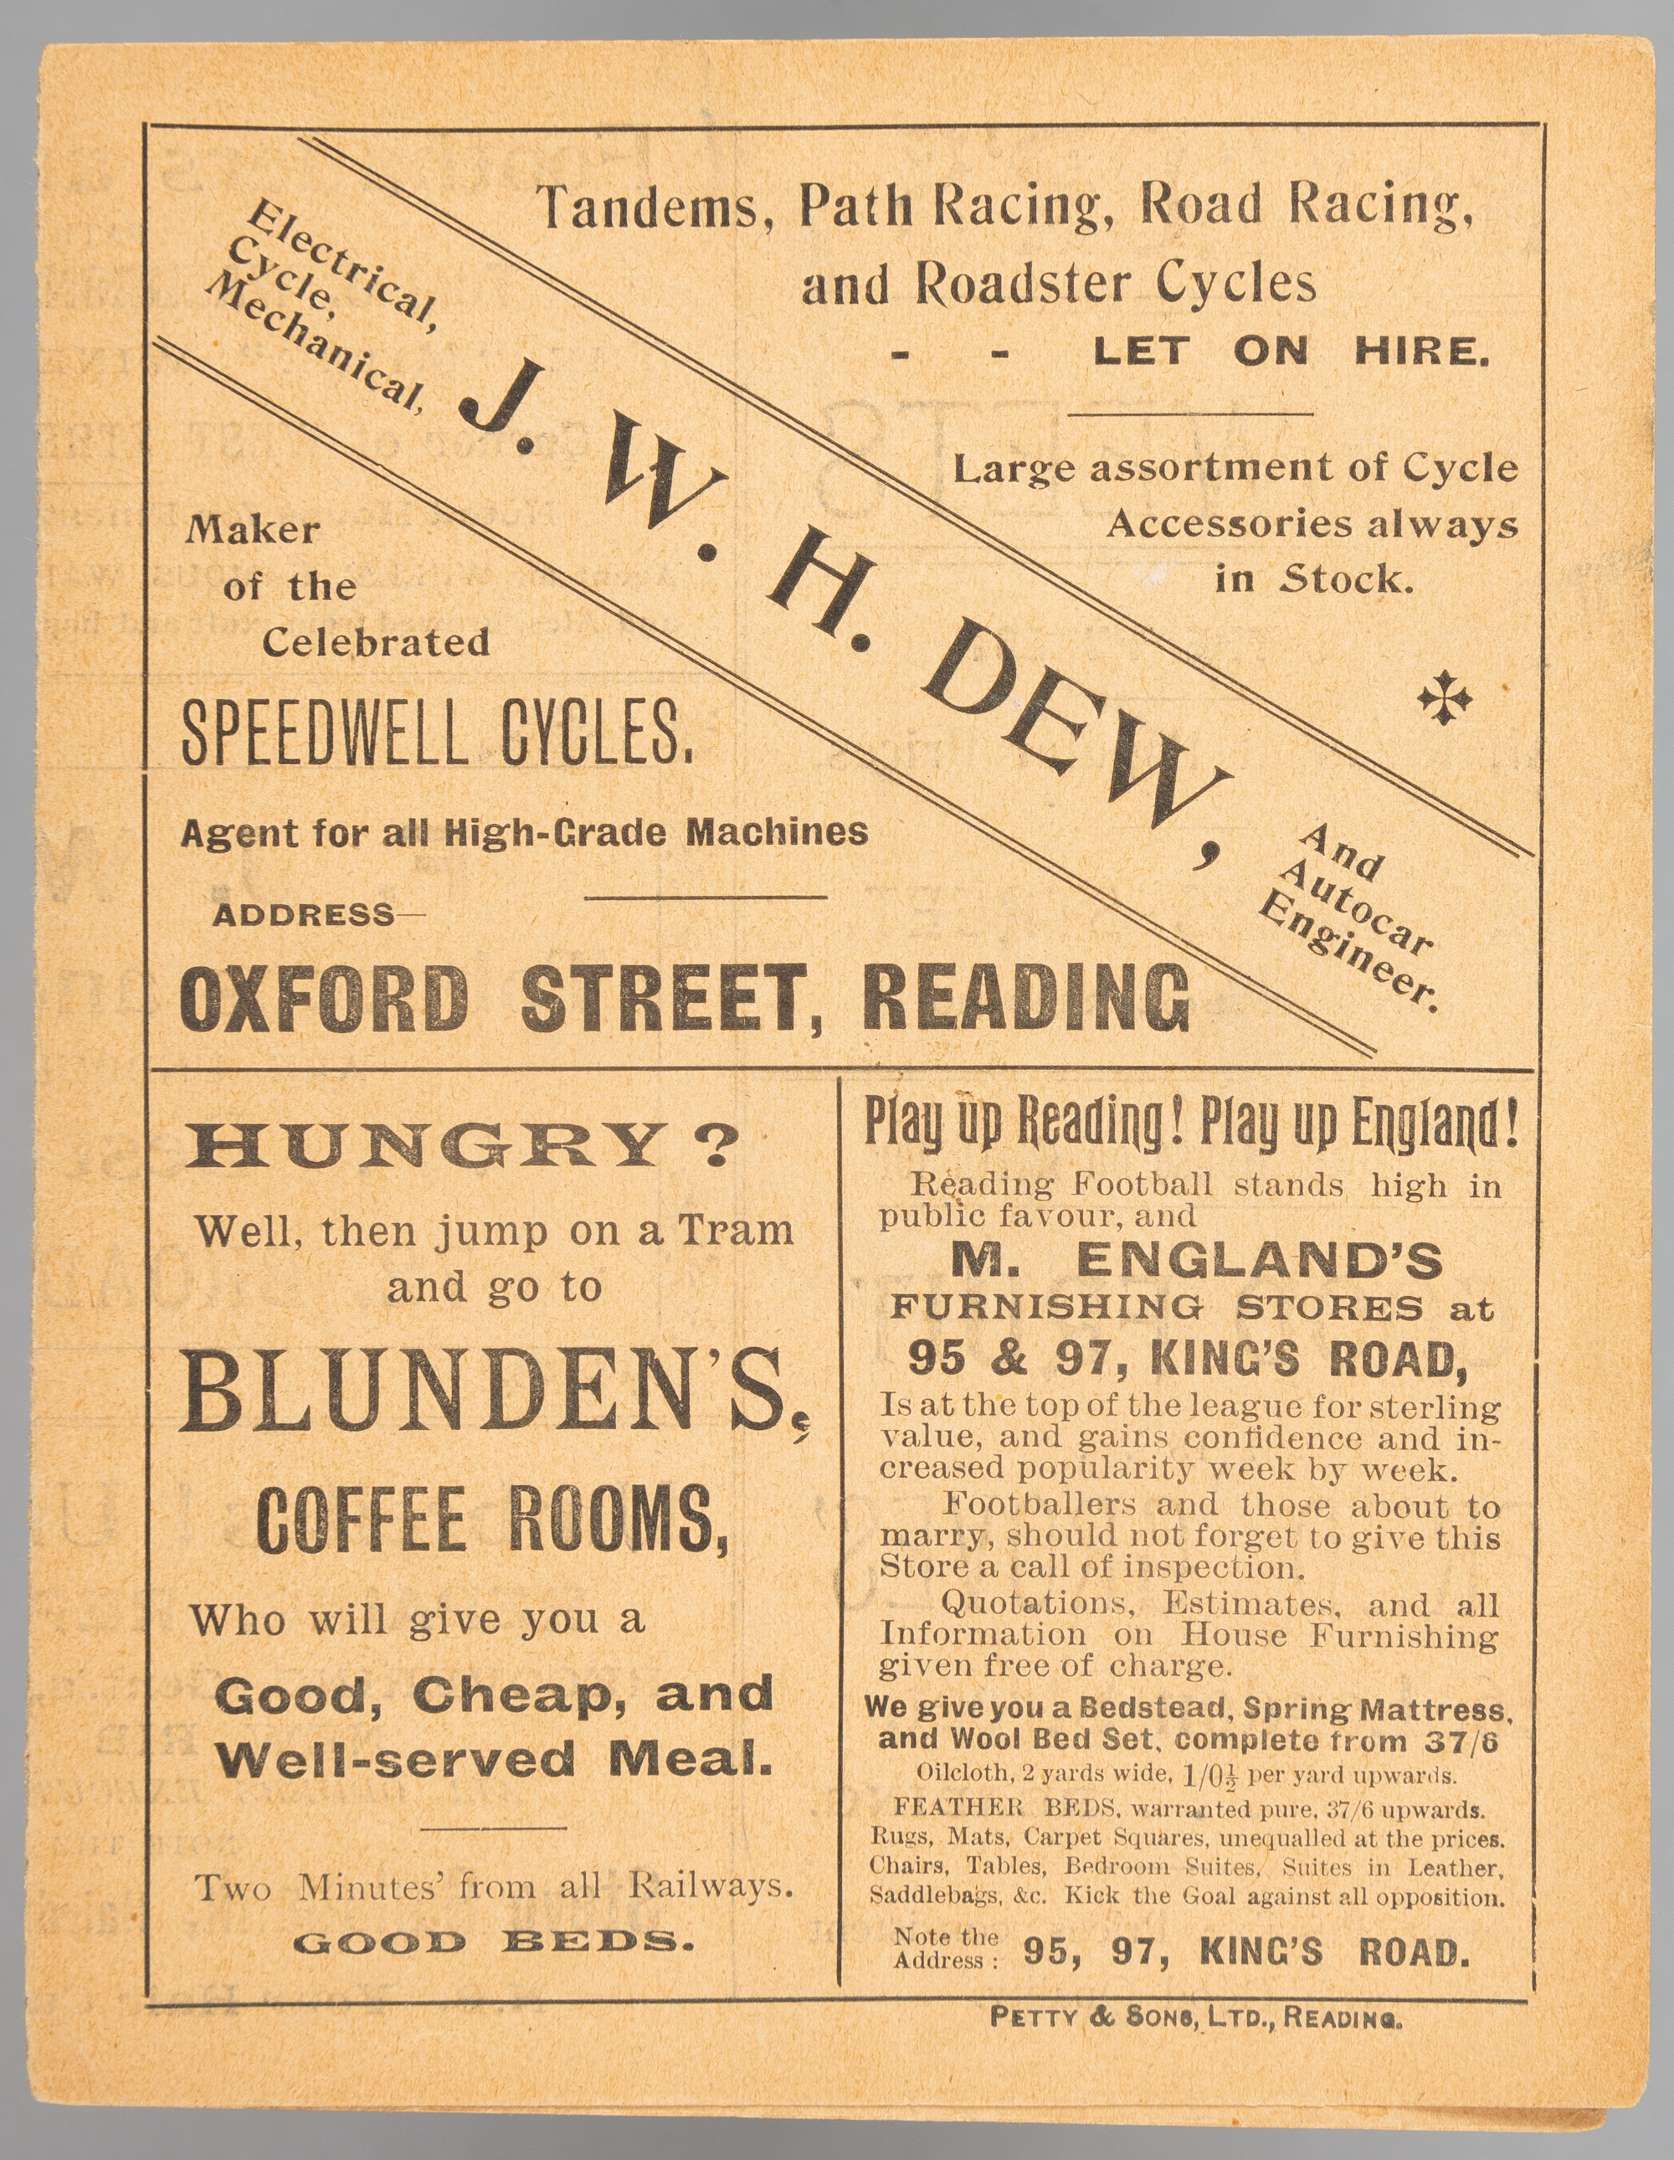 Tandems, Path Racing, Road Racing,
and Roadster Cycles
- - LET ON HIRE.
Large assortment of Cycle
Accessories always
in Stock.
Electrical,
Cycle,
Mechanical,
J. W. H. DEW,
And
Autocar
Engineer.
Maker
of the
Celebrated
SPEEDWELL CYCLES.
Agent for all High-Grade Machines
ADDRESS—
OXFORD STREET, READING
HUNGRY?
Well, then jump on a Tram
and go to
BLUNDEN'S,
COFFEE ROOMS,
Who will give you a
Good, Cheap, and
Well-served Meal.
Two Minutes' from all Railways.
GOOD BEDS.
Play up Reading! Play up England!
Reading Football stands high in
public favour, and
M. ENGLAND'S
FURNISHING STORES at
95 & 97, KING'S ROAD,
Is at the top of the league for sterling
value, and gains confidence and in-
creased popularity week by week.
Footballers and those about to
marry, should not forget to give this
Store a call of inspection.
Quotations, Estimates, and all
Information on House Furnishing
given free of charge.
We give you a Bedstead, Spring Mattress,
and Wool Bed Set, complete from 37/6
Oilcloth, 2 yards wide, 1/0½ per yard upwards.
FEATHER BEDS, warranted pure, 37/6 upwards.
Rugs, Mats, Carpet Squares, unequalled at the prices.
Chairs, Tables, Bedroom Suites, Suites in Leather,
Saddlebags, &c. Kick the Goal against all opposition.
Note the
Address : 95, 97, KING'S ROAD.
PETTY & SONS, LTD., READING.